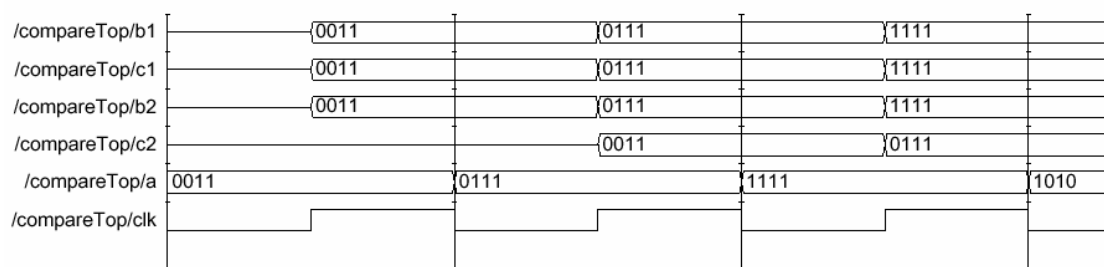 /compareTop/b1 0011 0111 1111
/compareTop/c1 0011 0111 1111
/compareTop/b2 0011 0111 1111
/compareTop/c2 0011 0111
/compareTop/a 0011 0111 1111 1010
/compareTop/clk